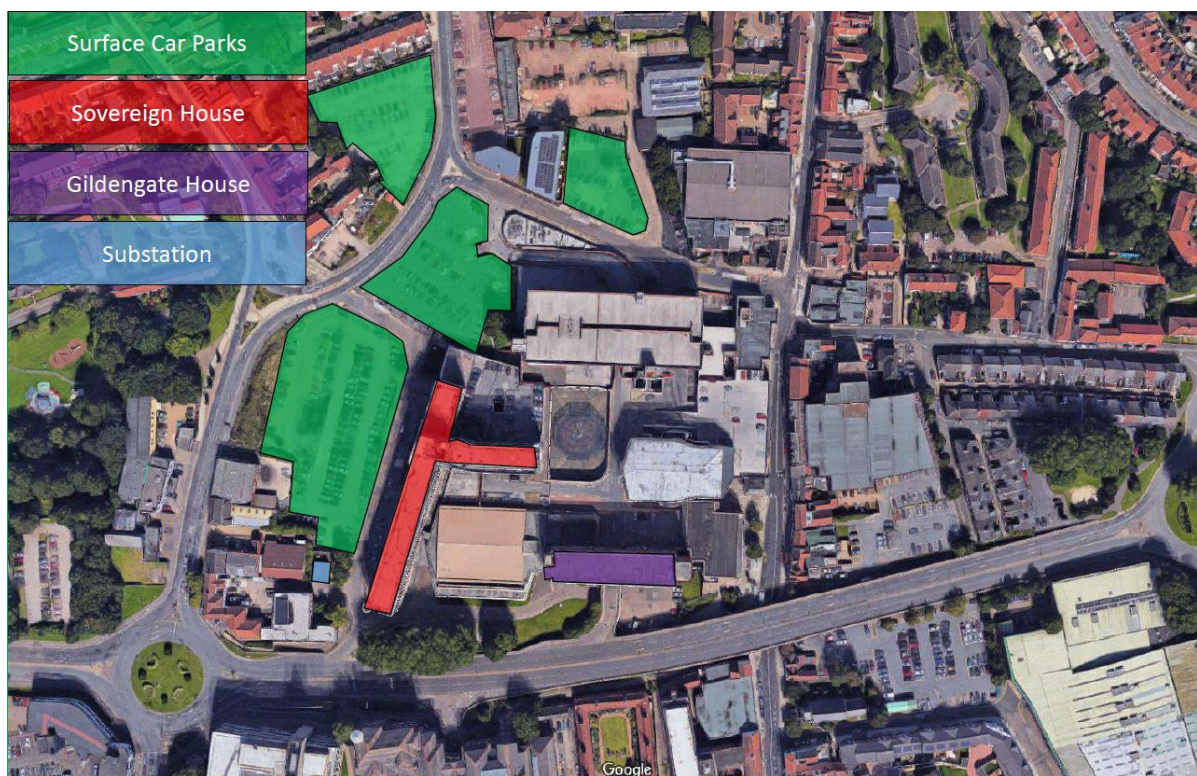 Surface Car Parks
Sovereign House
Gildengate House
Substation
Google